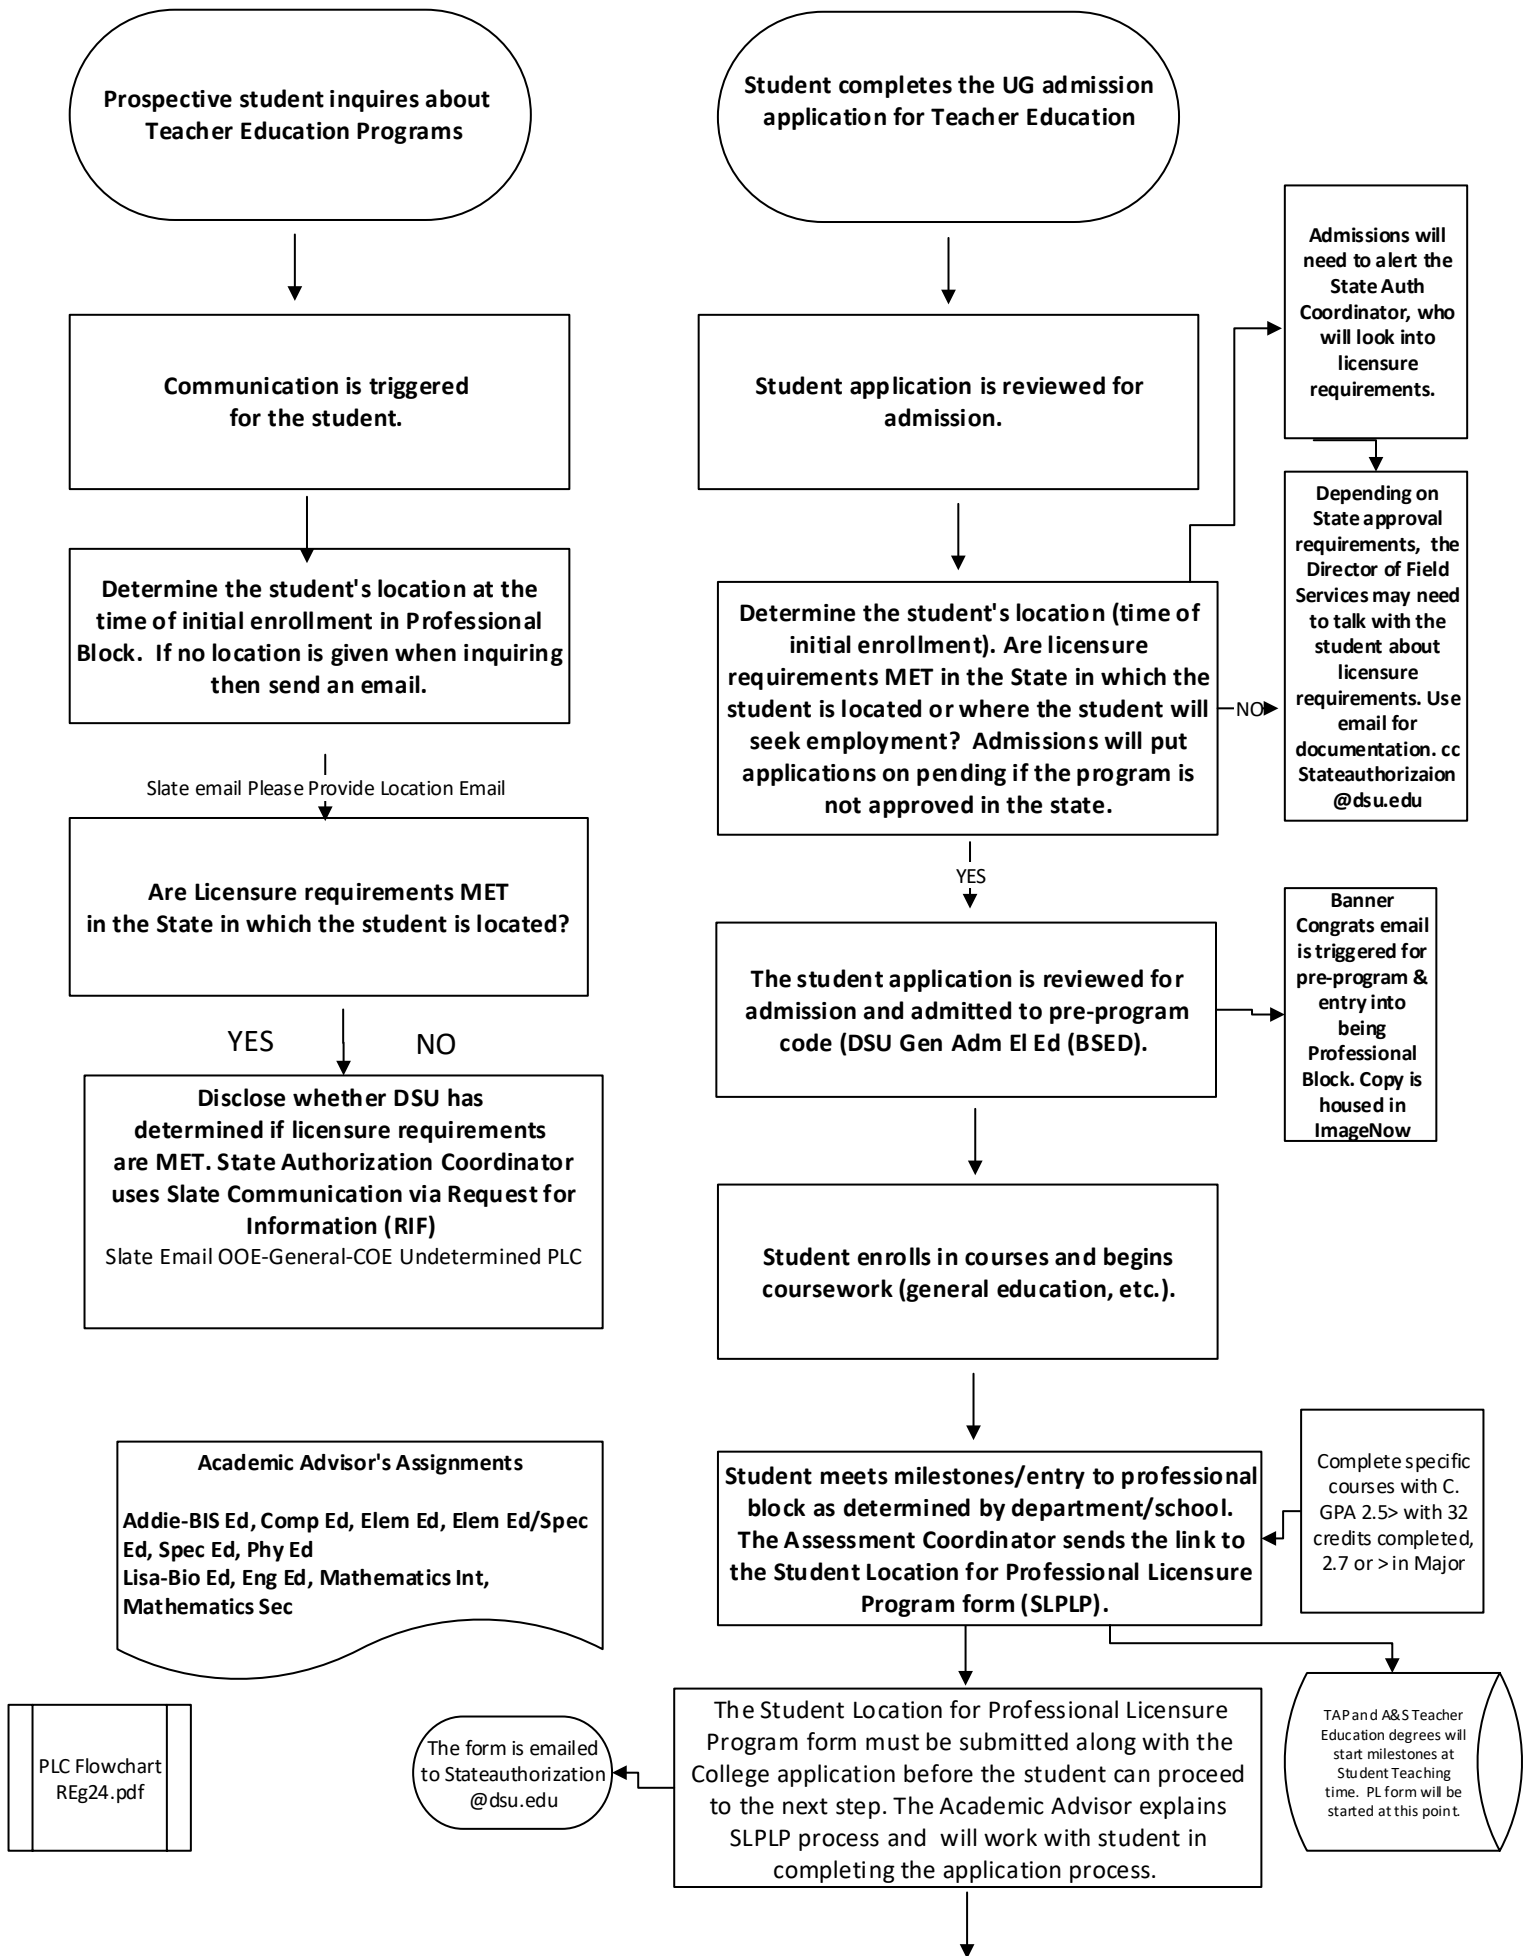 Prospective student inquires about
Teacher Education Programs
Communication is triggered
for the student.
Determine the student's location at the
time of initial enrollment in Professional
Block.  If no location is given when inquiring
then send an email.
Slate email Please Provide Location Email
Are Licensure requirements MET
in the State in which the student is located?
YES
NO
Disclose whether DSU has
determined if licensure requirements
are MET. State Authorization Coordinator
uses Slate Communication via Request for
Information (RIF)
Slate Email OOE-General-COE Undetermined PLC
Academic Advisor's Assignments
Addie-BIS Ed, Comp Ed, Elem Ed, Elem Ed/Spec
Ed, Spec Ed, Phy Ed
Lisa-Bio Ed, Eng Ed, Mathematics Int,
Mathematics Sec
PLC Flowchart
REg24.pdf
Student completes the UG admission
application for Teacher Education
Student application is reviewed for
admission.
Determine the student's location (time of
initial enrollment). Are licensure
requirements MET in the State in which the
student is located or where the student will
seek employment?  Admissions will put
applications on pending if the program is
not approved in the state.
NO
Admissions will
need to alert the
State Auth
Coordinator, who
will look into
licensure
requirements.
Depending on
State approval
requirements,  the
Director of Field
Services may need
to talk with the
student about
licensure
requirements. Use
email for
documentation. cc
Stateauthorizaion
@dsu.edu
YES
The student application is reviewed for
admission and admitted to pre-program
code (DSU Gen Adm El Ed (BSED).
Banner
Congrats email
is triggered for
pre-program &
entry into
being
Professional
Block. Copy is
housed in
ImageNow
Student enrolls in courses and begins
coursework (general education, etc.).
Student meets milestones/entry to professional
block as determined by department/school.
The Assessment Coordinator sends the link to
the Student Location for Professional Licensure
Program form (SLPLP).
Complete specific
courses with C.
GPA 2.5> with 32
credits completed,
2.7 or > in Major
The Student Location for Professional Licensure
Program form must be submitted along with the
College application before the student can proceed
to the next step. The Academic Advisor explains
SLPLP process and  will work with student in
completing the application process.
The form is emailed
to Stateauthorization
@dsu.edu
TAP and A&S Teacher
Education degrees will
start milestones at
Student Teaching
time.  PL form will be
started at this point.